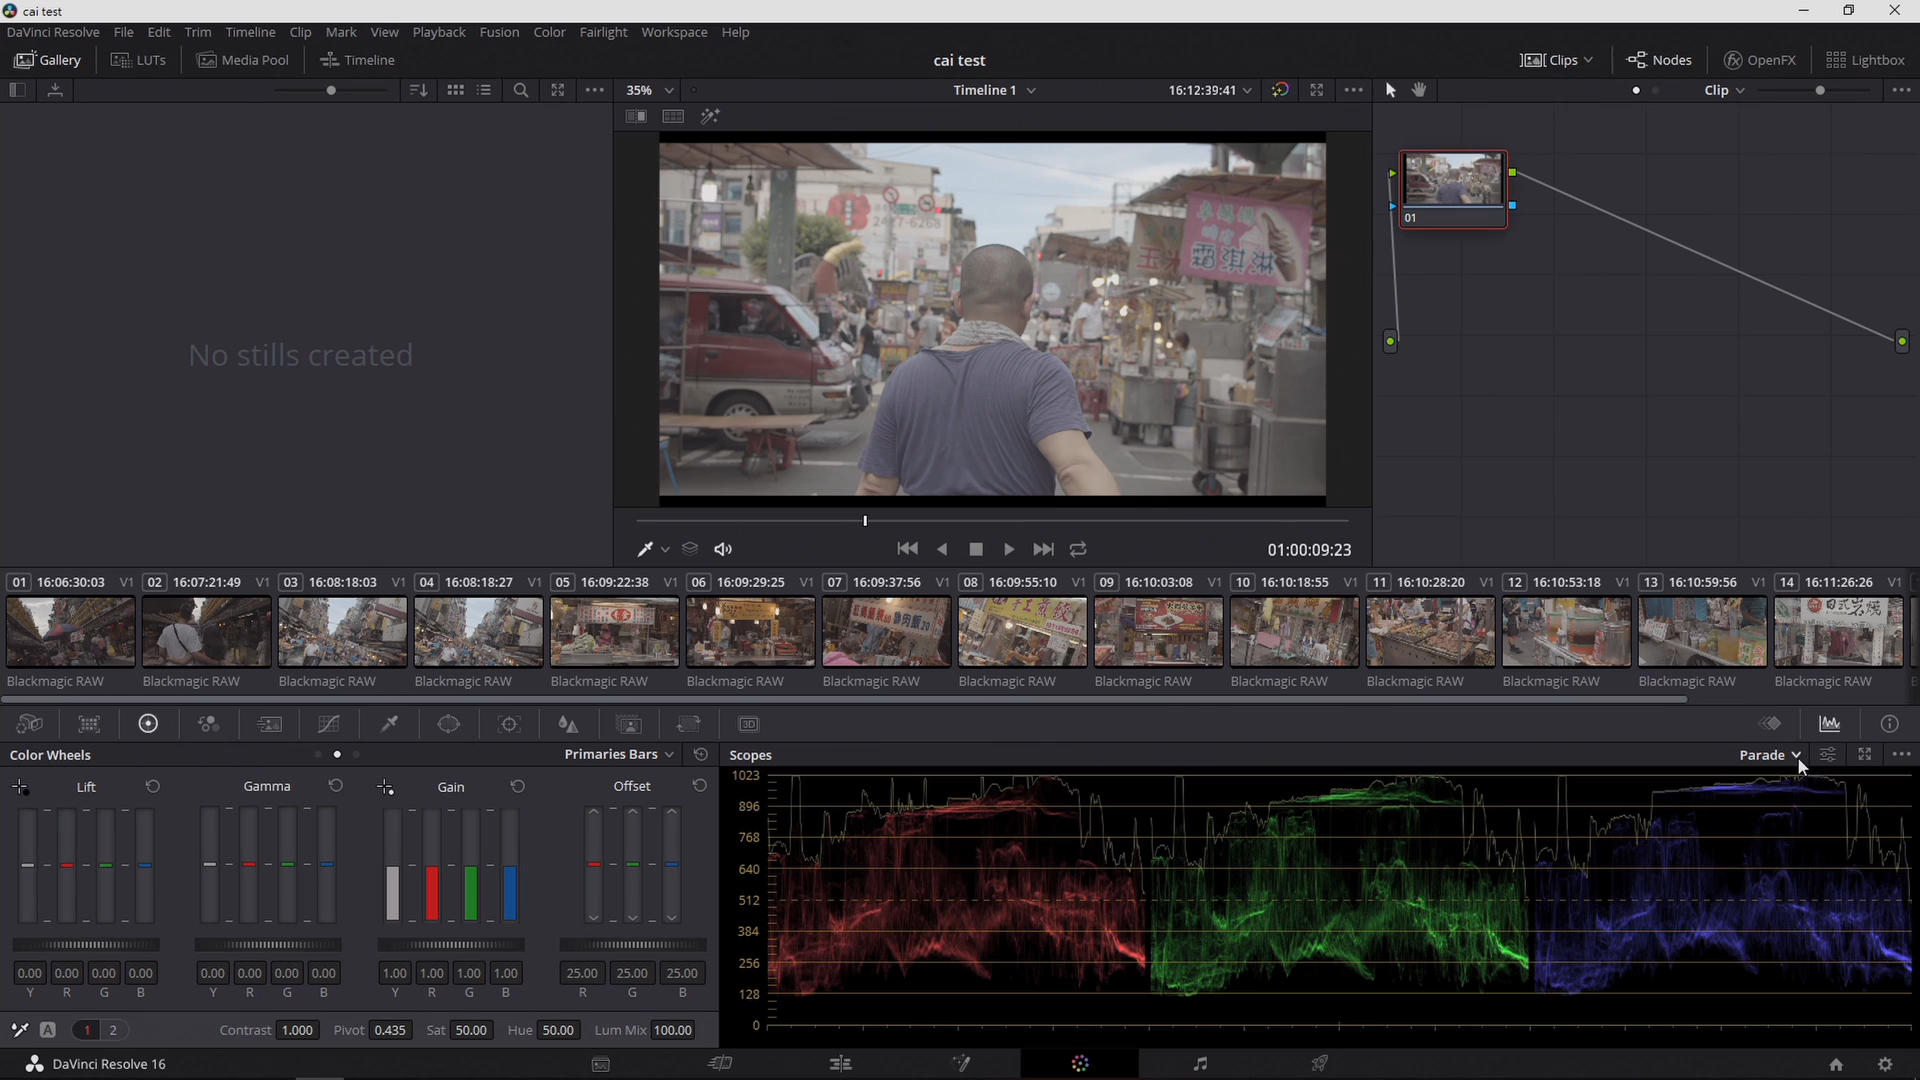 cai test
DaVinci Resolve File Edit Trim Timeline Clip Mark View Playback Fusion Color Fairlight Workspace Help
Gallery LUTs Media Pool Timeline cai test Clips Nodes OpenFX Lightbox
35% Timeline 1 16:12:39:41 Clip
2427-6268
玉米
霜淇淋
01
No stills created
01:00:09:23
01 16:06:30:03 V1 02 16:07:21:49 V1 03 16:08:18:03 V1 04 16:08:18:27 V1 05 16:09:22:38 V1 06 16:09:29:25 V1 07 16:09:37:56 V1 08 16:09:55:10 V1 09 16:10:03:08 V1 10 16:10:18:55 V1 11 16:10:28:20 V1 12 16:10:53:18 V1 13 16:10:59:56 V1 14 16:11:26:26 V1
Blackmagic RAW Blackmagic RAW Blackmagic RAW Blackmagic RAW Blackmagic RAW Blackmagic RAW Blackmagic RAW Blackmagic RAW Blackmagic RAW Blackmagic RAW Blackmagic RAW Blackmagic RAW Blackmagic RAW Blackmagic RAW
3D
Color Wheels Primaries Bars Scopes Parade
Lift Gamma Gain Offset
1023
896
768
640
512
384
256
128
0
0.00 0.00 0.00 0.00 0.00 0.00 0.00 0.00 1.00 1.00 1.00 1.00 25.00 25.00 25.00
Y R G B Y R G B Y R G B R G B
A 1 2 Contrast 1.000 Pivot 0.435 Sat 50.00 Hue 50.00 Lum Mix 100.00
DaVinci Resolve 16